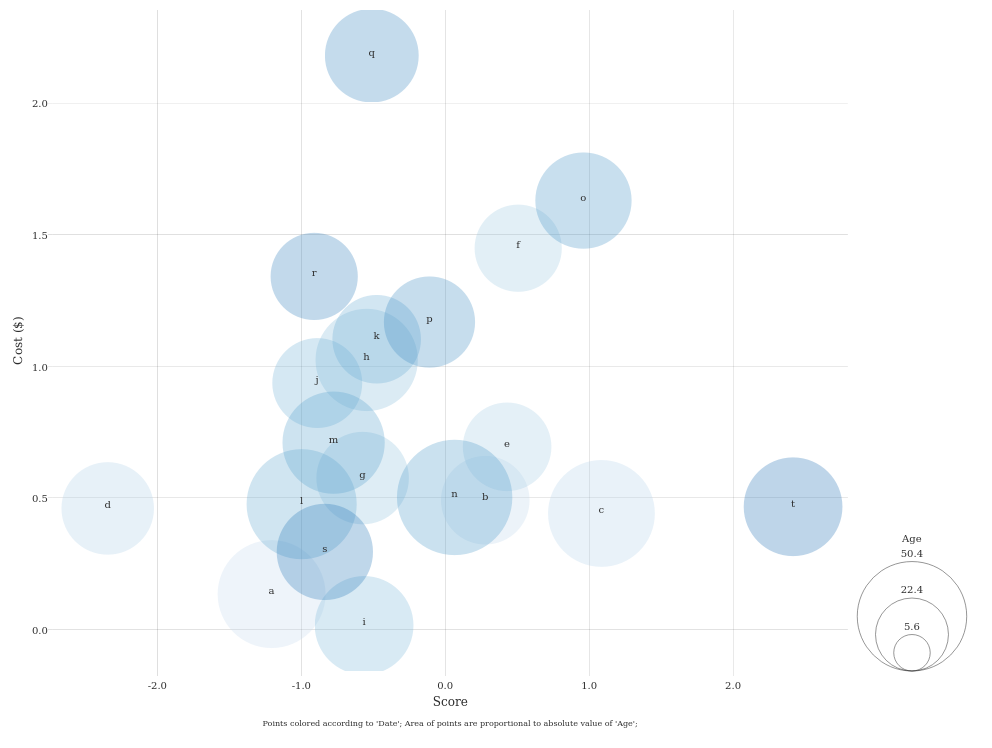 q
2.0
o
1.5
f
r
p
k
h
1.0
j
Cost ($)
m
e
g
n
b
0.5
l
d
c
t
s
a
i
0.0
Age
50.4
22.4
5.6
-2.0
-1.0
0.0
1.0
2.0
Score
Points colored according to 'Date'; Area of points are proportional to absolute value of 'Age';